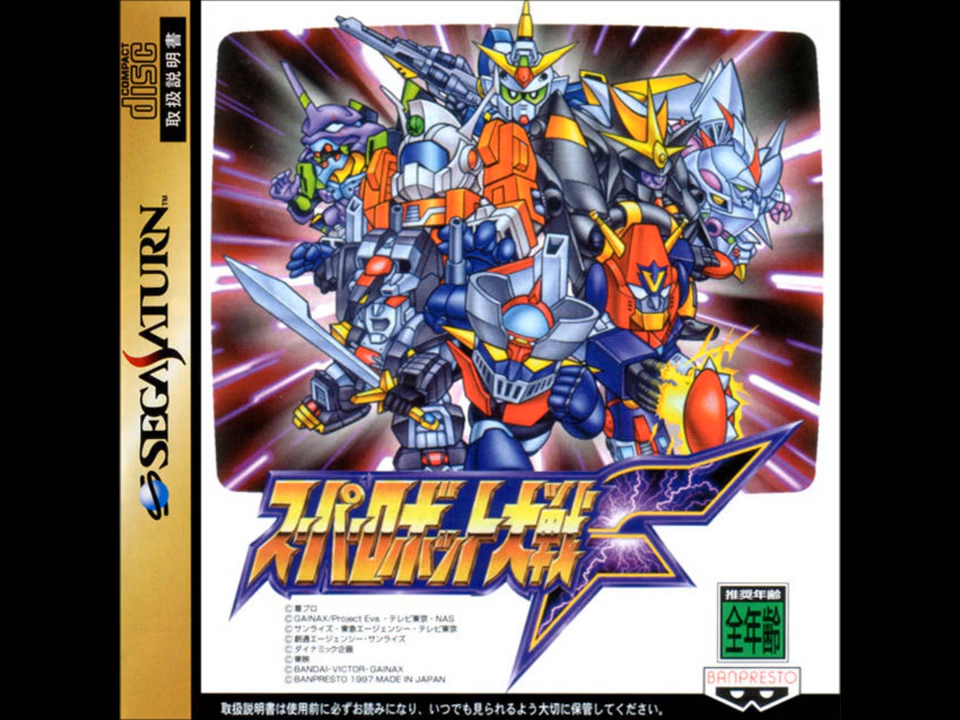 COMPACT
disc
取扱説明書
SEGA SATURN™
スーパーロボット大戦F
©葦プロ
©GAINAX/Project Eva.・テレビ東京・NAS
©サンライズ・東急エージェンシー・テレビ東京
©創通エージェンシー・サンライズ
©ダイナミック企画
©東映
©BANDAI・VICTOR・GAINAX
©BANPRESTO 1997 MADE IN JAPAN
推奨年齢
全年齢
BANPRESTO
取扱説明書は使用前に必ずお読みになり、いつでも見られるよう大切に保管してください。